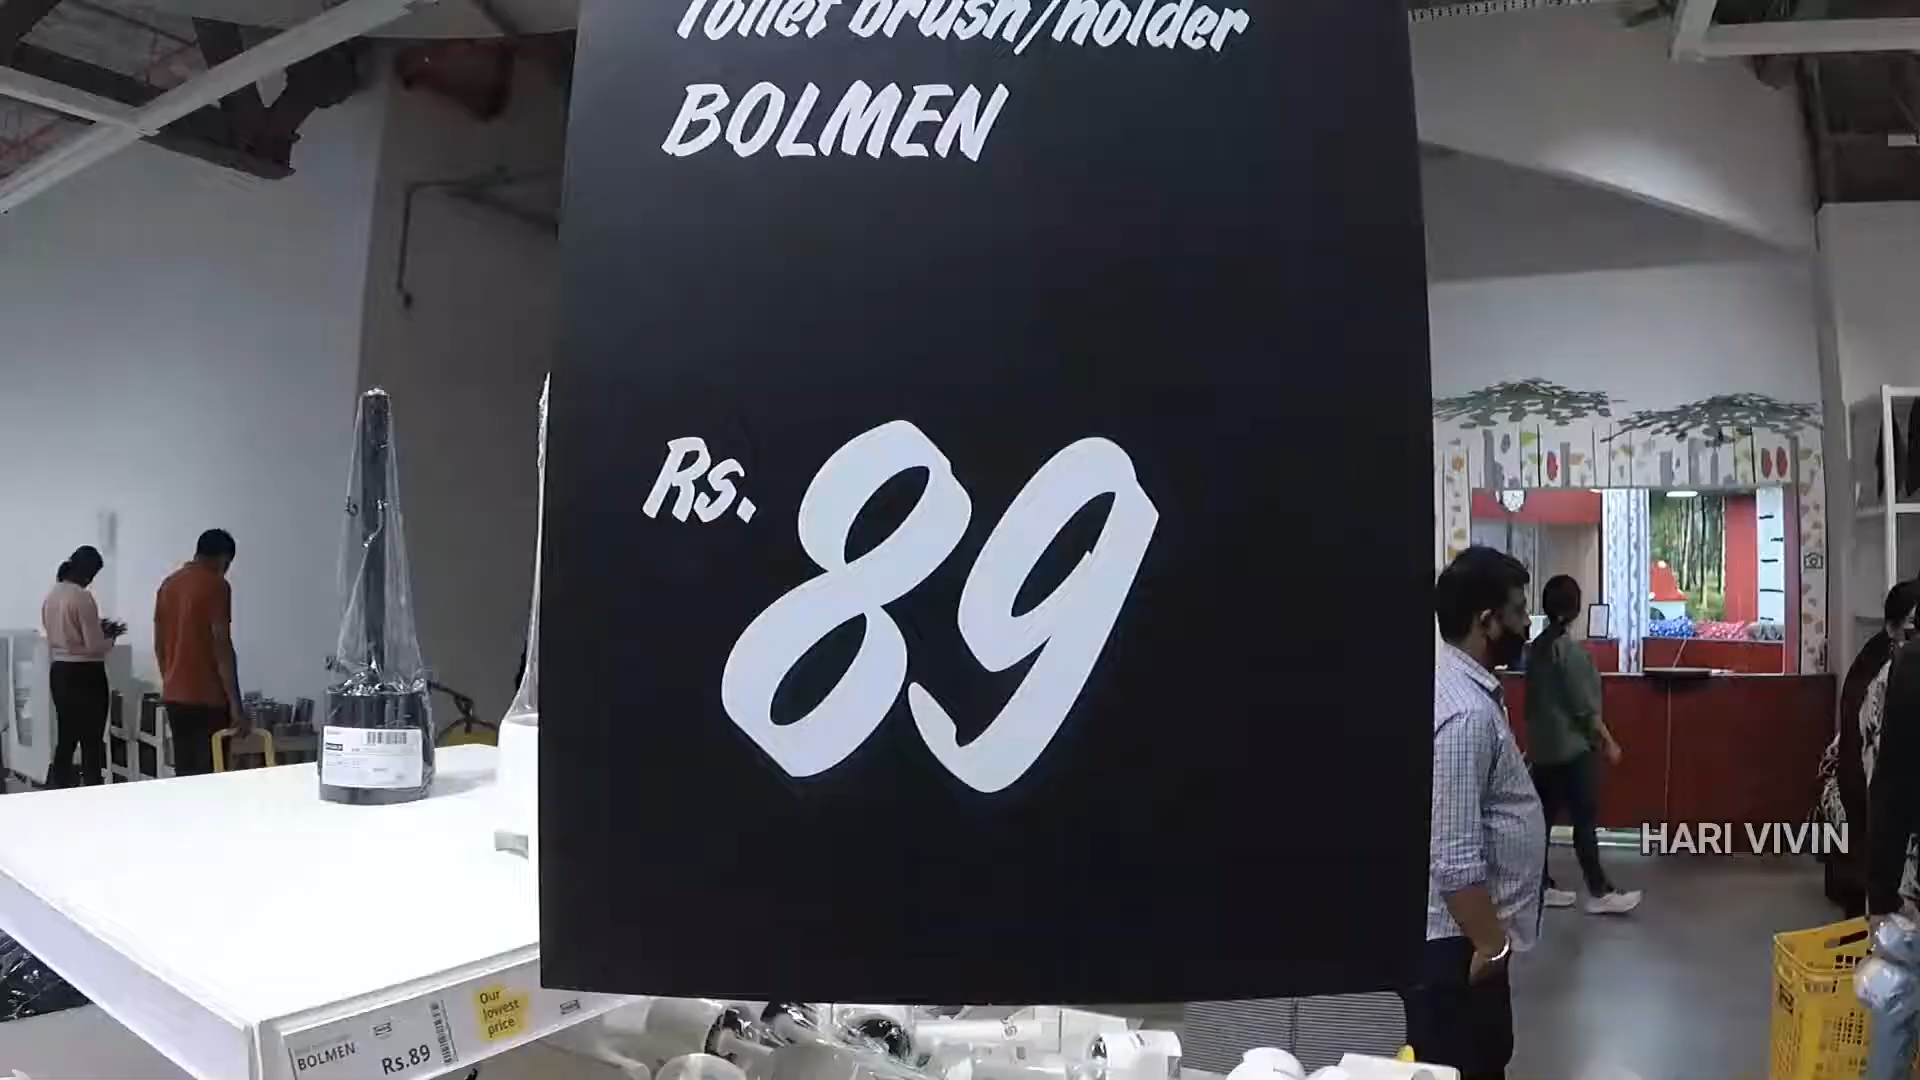 Toilet brush/holder
BOLMEN
Rs. 89
HARI VIVIN
BOLMEN
Rs.89
Our
lowest
price